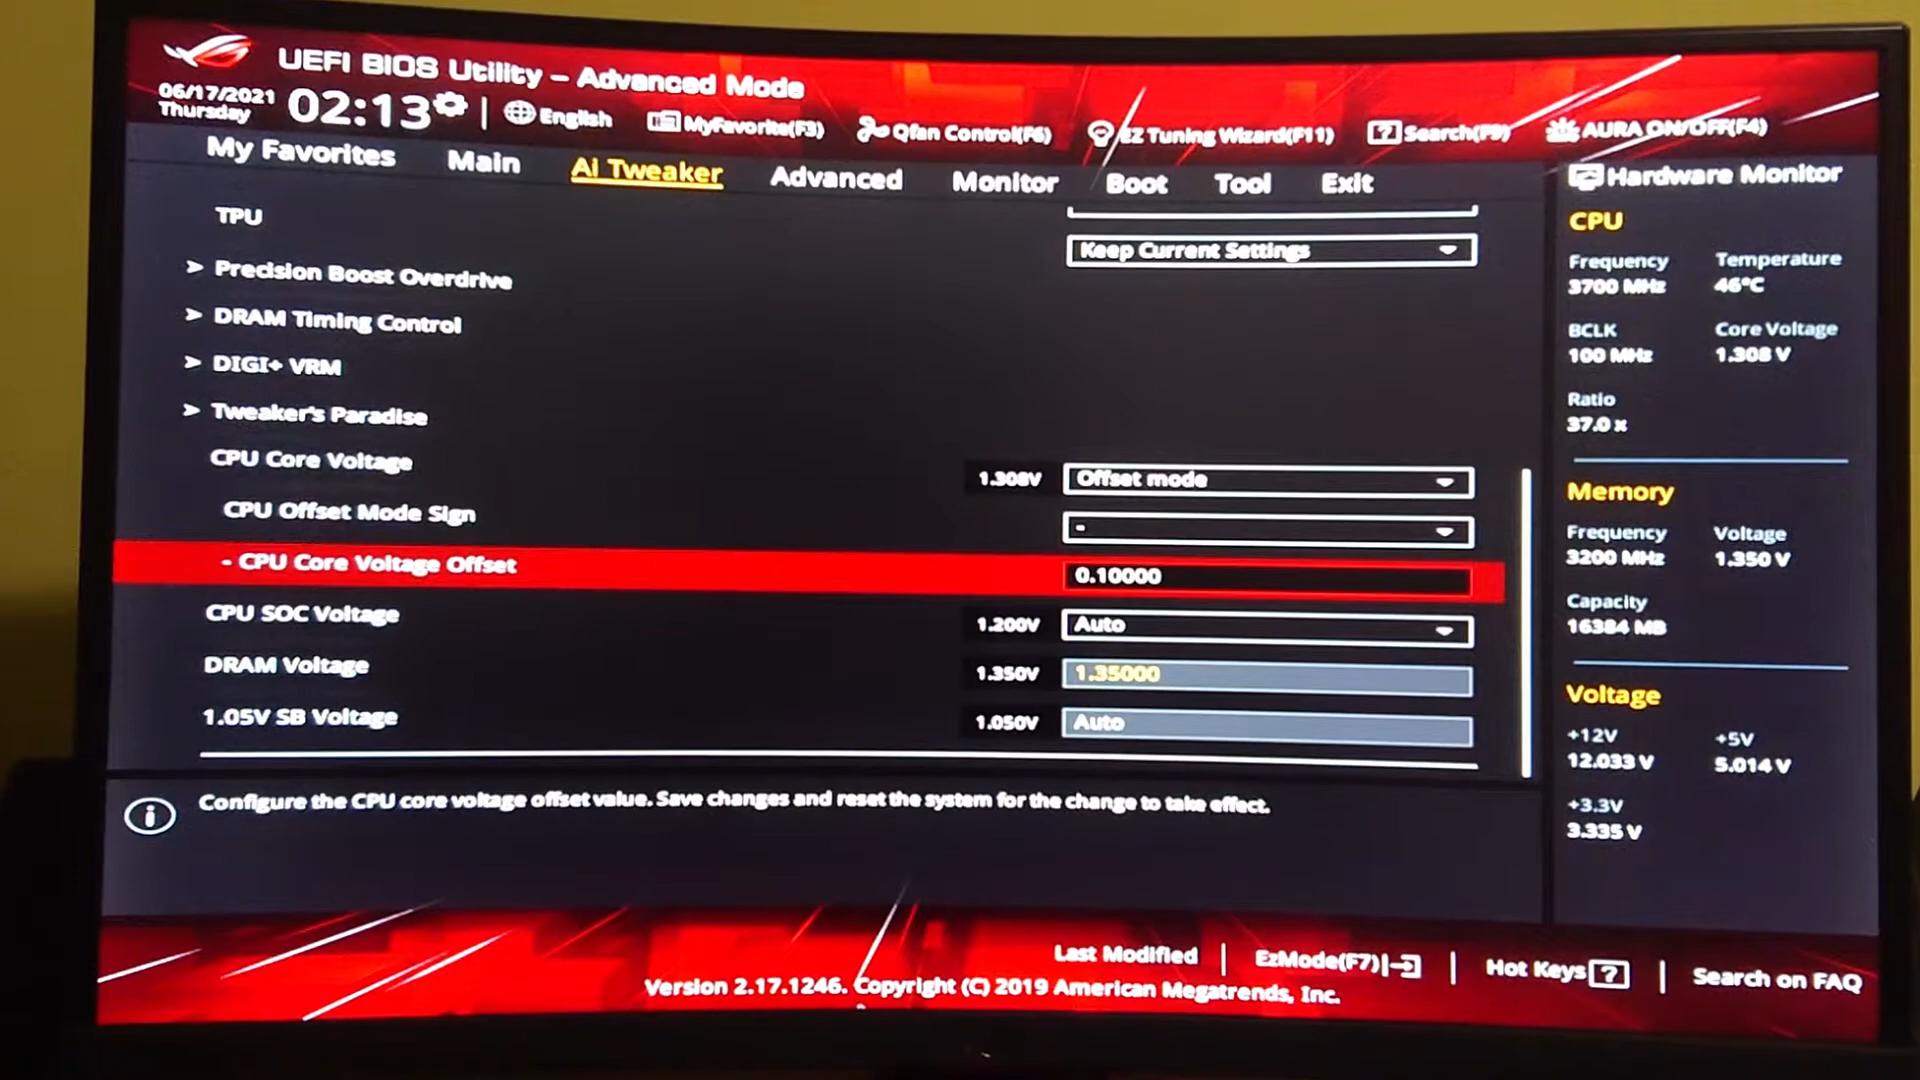 UEFI BIOS Utility – Advanced Mode
06/17/2021
Thursday
02:13
English
MyFavorite(F3)
Qfan Control(F6)
EZ Tuning Wizard(F11)
Search(F9)
AURA ON/OFF(F4)
My Favorites
Main
Ai Tweaker
Advanced
Monitor
Boot
Tool
Exit
TPU
Keep Current Settings
> Precision Boost Overdrive
> DRAM Timing Control
> DIGI+ VRM
> Tweaker's Paradise
CPU Core Voltage 1.308V Offset mode
CPU Offset Mode Sign -
- CPU Core Voltage Offset 0.10000
CPU SOC Voltage 1.200V Auto
DRAM Voltage 1.350V 1.35000
1.05V SB Voltage 1.050V Auto
Configure the CPU core voltage offset value. Save changes and reset the system for the change to take effect.
Hardware Monitor
CPU
Frequency Temperature
3700 MHz 46°C
BCLK Core Voltage
100 MHz 1.308 V
Ratio
37.0 x
Memory
Frequency Voltage
3200 MHz 1.350 V
Capacity
16384 MB
Voltage
+12V +5V
12.033 V 5.014 V
+3.3V
3.335 V
Last Modified
EzMode(F7)
Hot Keys ?
Search on FAQ
Version 2.17.1246. Copyright (C) 2019 American Megatrends, Inc.